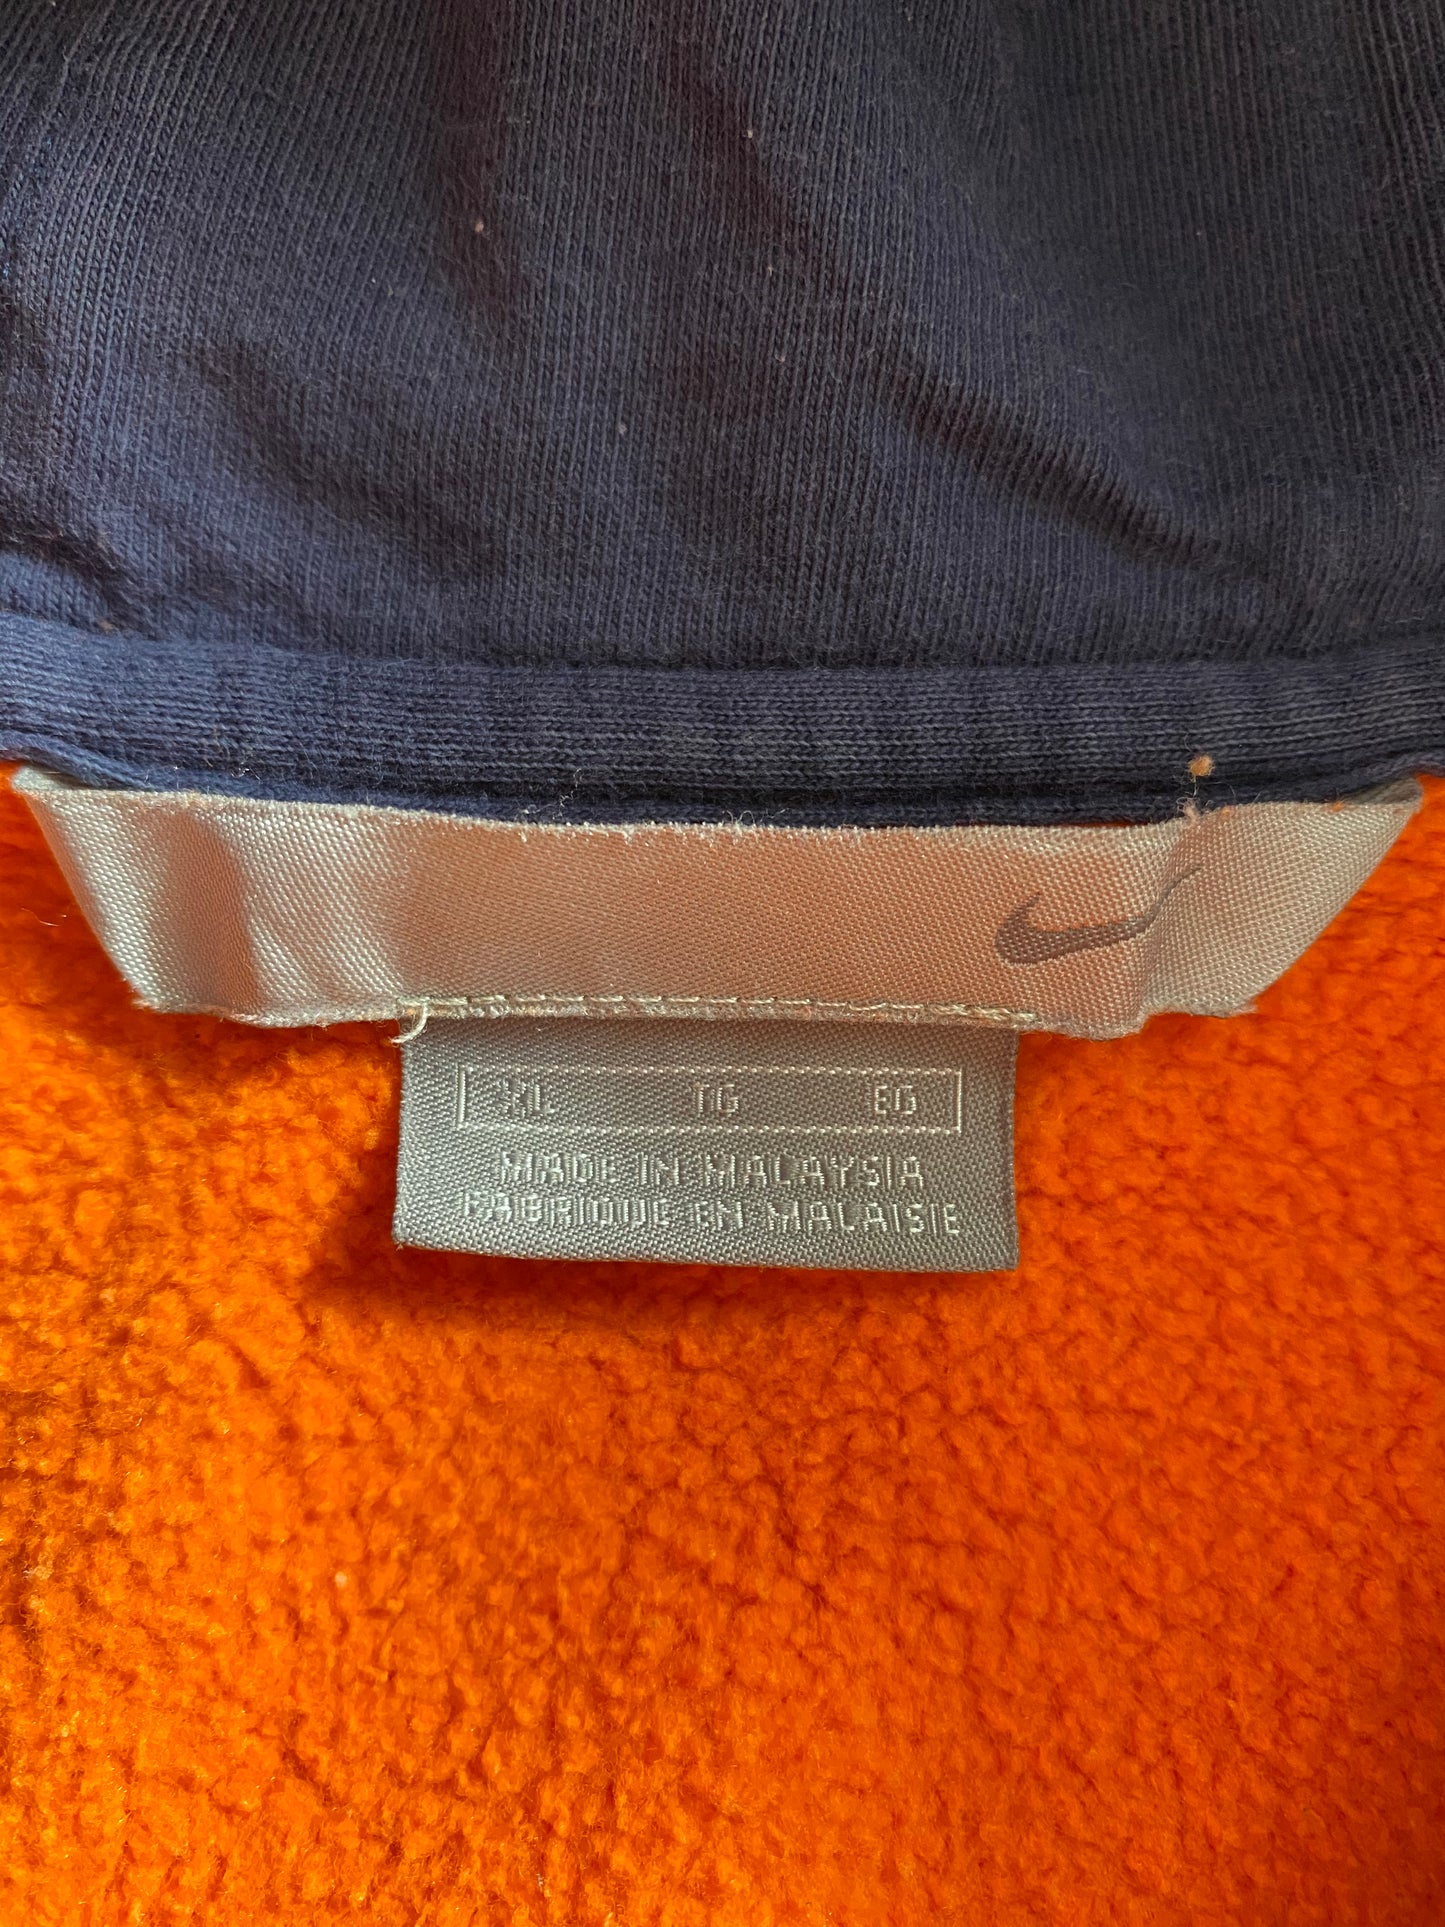 XL TG EG
MADE IN MALAYSIA
FABRIQUE EN MALAISIE